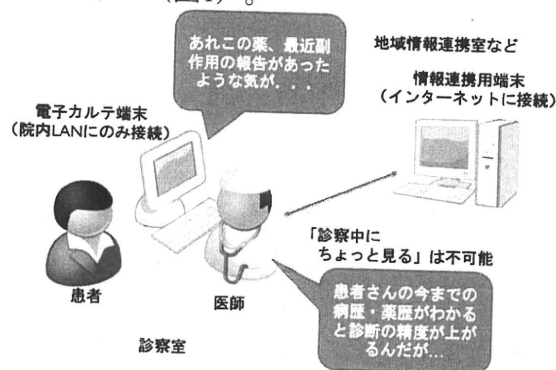 (図1)。
あれこの薬、最近副
作用の報告があった
ような気が．．．
地域情報連携室など
情報連携用端末
（インターネットに接続）
電子カルテ端末
（院内LANにのみ接続）
「診察中に
ちょっと見る」は不可能
患者
医師
患者さんの今までの
病歴・薬歴がわかる
と診断の精度が上が
るんだが...
診察室